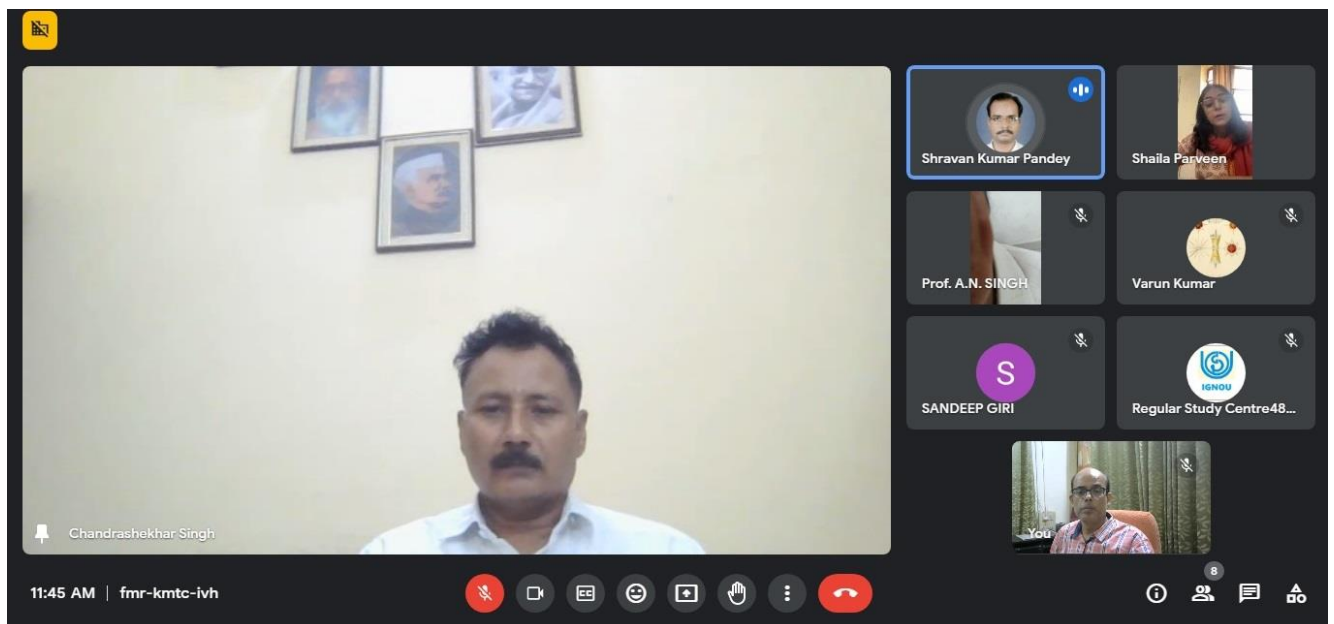 Shravan Kumar Pandey
Shaila Parveen
Prof. A.N. SINGH
Varun Kumar
S
SANDEEP GIRI
IGNOU
Regular Study Centre48...
Chandrashekhar Singh
You
11:45 AM | fmr-kmtc-ivh
CC
8